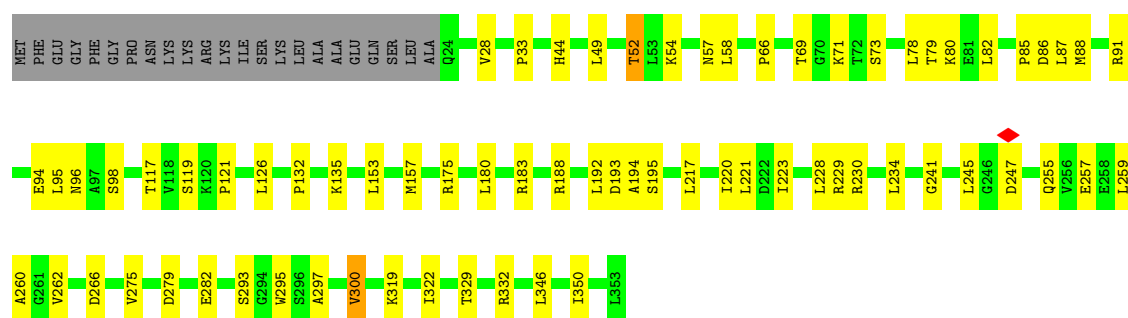 MET PHE GLU GLY PHE GLY PRO ASN LYS LYS ARG LYS ILE SER LYS LEU ALA ALA GLU GLN SER LEU ALA Q24 V28 P33 H44 L49 T52 L53 K54 N57 L58 P66 T69 G70 K71 T72 S73 L78 T79 K80 E81 L82 P85 D86 L87 M88 R91
E94 L95 N96 A97 S98 T117 V118 S119 K120 P121 L126 P132 K135 L153 M157 R175 L180 R183 R188 L192 D193 A194 S195 L217 I220 L221 D222 I223 L228 R229 R230 L234 G241 L245 G246 D247 Q255 V256 E257 E258 L259
A260 G261 V262 D266 V275 D279 E282 S293 G294 W295 S296 A297 V300 K319 I322 T329 R332 L346 I350 L353